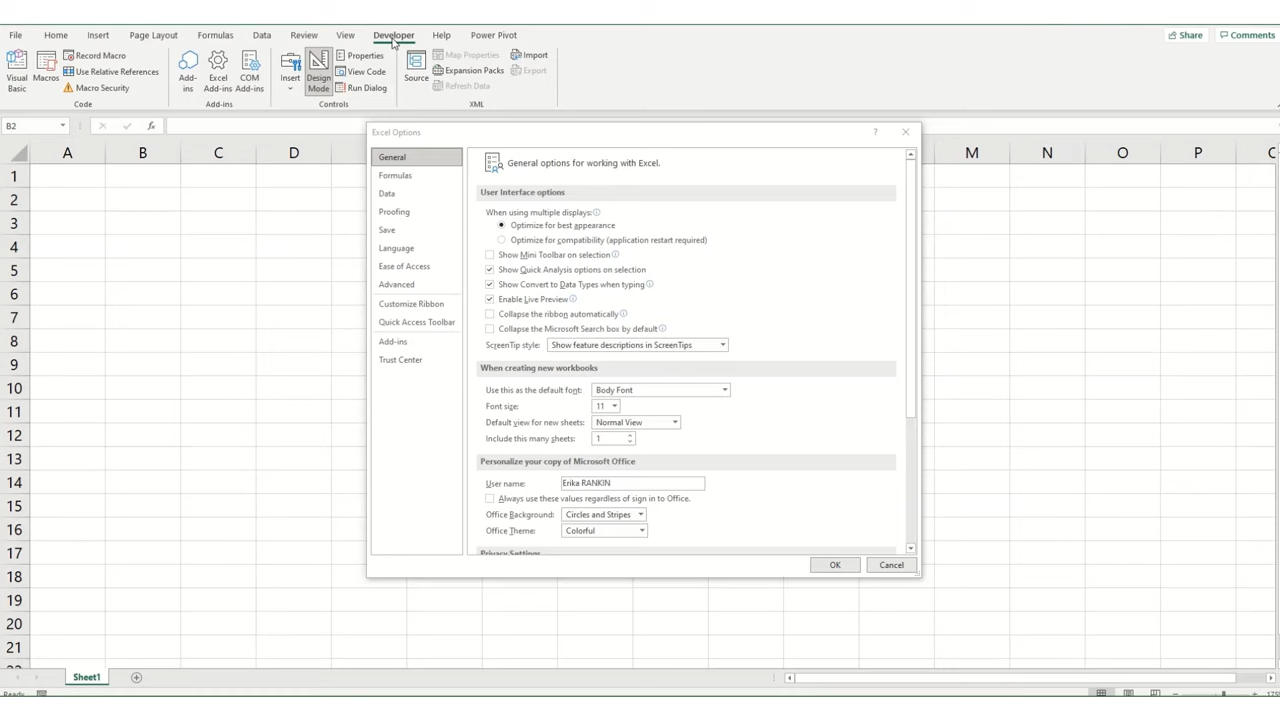 File Home Insert Page Layout Formulas Data Review View Developer Help Power Pivot Share Comments
Visual Basic
Macros
Record Macro
Use Relative References
Macro Security
Code
Add-ins
Excel Add-ins
COM Add-ins
Add-ins
Insert
Design Mode
Properties
View Code
Run Dialog
Controls
Source
Map Properties
Expansion Packs
Refresh Data
Import
Export
XML
B2 fx
A B C D M N O P
1
2
3
4
5
6
7
8
9
10
11
12
13
14
15
16
17
18
19
20
21
Excel Options ?
General
Formulas
Data
Proofing
Save
Language
Ease of Access
Advanced
Customize Ribbon
Quick Access Toolbar
Add-ins
Trust Center
General options for working with Excel.
User Interface options
When using multiple displays:
Optimize for best appearance
Optimize for compatibility (application restart required)
Show Mini Toolbar on selection
Show Quick Analysis options on selection
Show Convert to Data Types when typing
Enable Live Preview
Collapse the ribbon automatically
Collapse the Microsoft Search box by default
ScreenTip style: Show feature descriptions in ScreenTips
When creating new workbooks
Use this as the default font: Body Font
Font size: 11
Default view for new sheets: Normal View
Include this many sheets: 1
Personalize your copy of Microsoft Office
User name: Erika RANKIN
Always use these values regardless of sign in to Office.
Office Background: Circles and Stripes
Office Theme: Colorful
Privacy Settings
OK Cancel
Sheet1
Ready